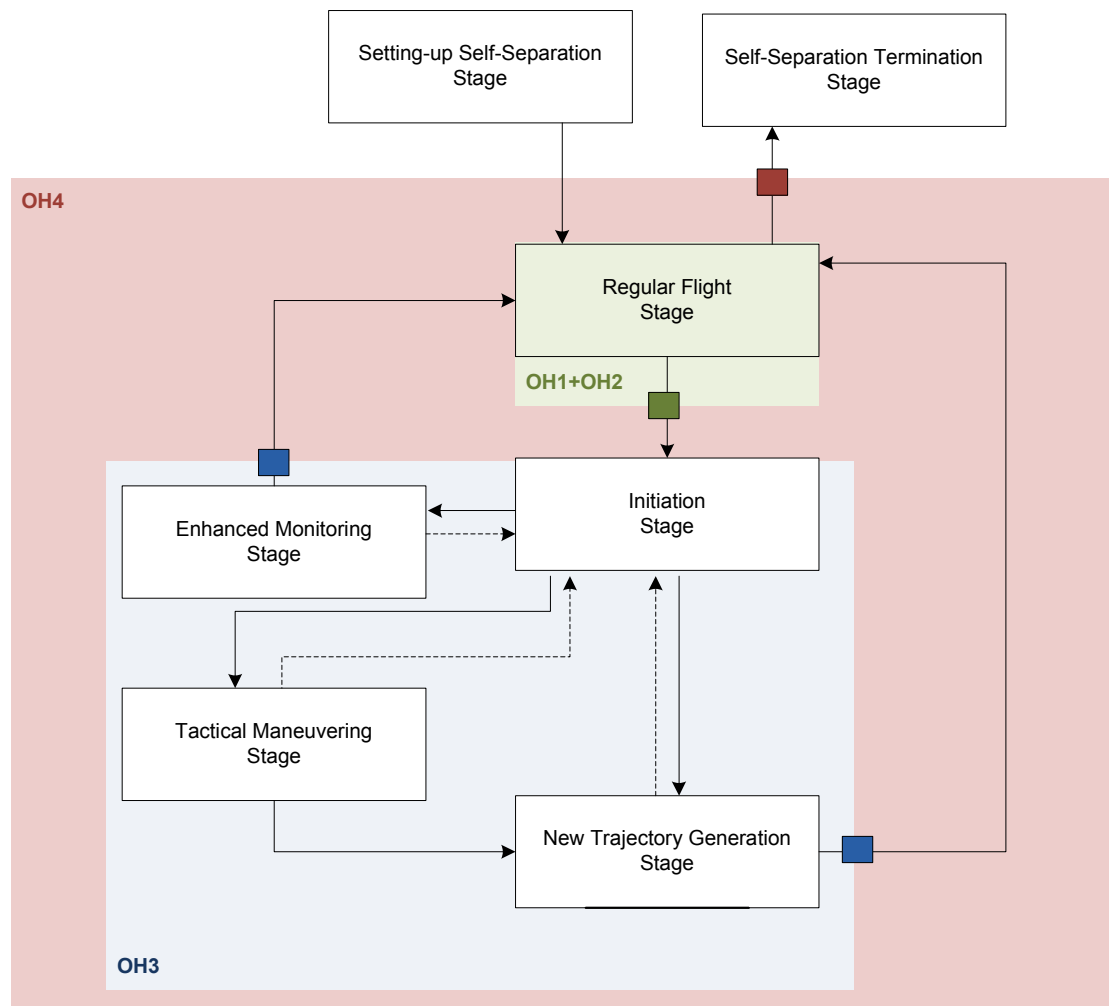 Setting-up Self-Separation
Stage
Self-Separation Termination
Stage
OH4
Regular Flight
Stage
OH1+OH2
Initiation
Stage
Enhanced Monitoring
Stage
Tactical Maneuvering
Stage
New Trajectory Generation
Stage
OH3